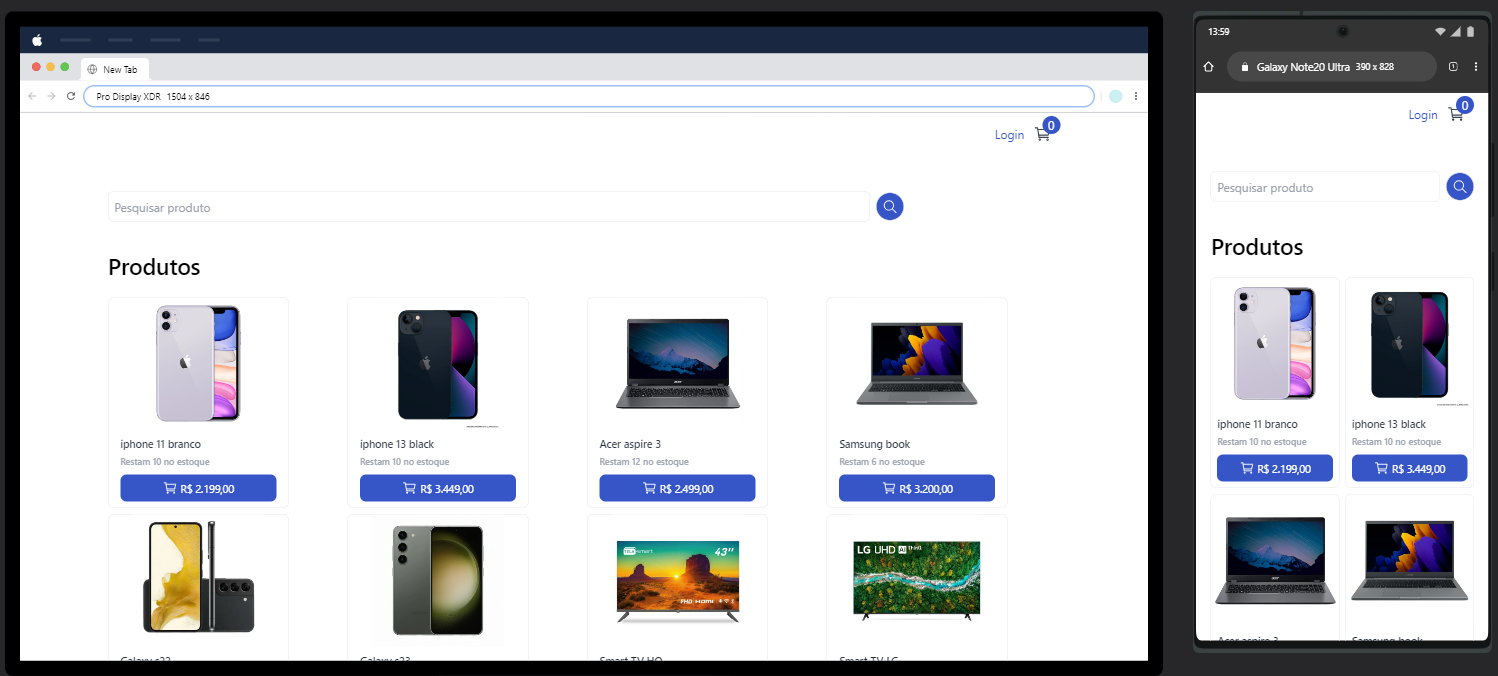 New Tab
Pro Display XDR 1504 x 846
Login
0
Pesquisar produto
Produtos
iphone 11 branco
Restam 10 no estoque
R$ 2.199,00
iphone 13 black
Restam 10 no estoque
R$ 3.449,00
Acer aspire 3
Restam 12 no estoque
R$ 2.499,00
Samsung book
Restam 6 no estoque
R$ 3.200,00
43''
FHD HDMI
LG UHD AI ThinQ
Galaxy s22
Galaxy s23
Smart TV HQ
Smart TV LG
13:59
Galaxy Note20 Ultra 390 x 828
1
Login
0
Pesquisar produto
Produtos
iphone 11 branco
Restam 10 no estoque
R$ 2.199,00
iphone 13 black
Restam 10 no estoque
R$ 3.449,00
Acer aspire 3
Samsung book